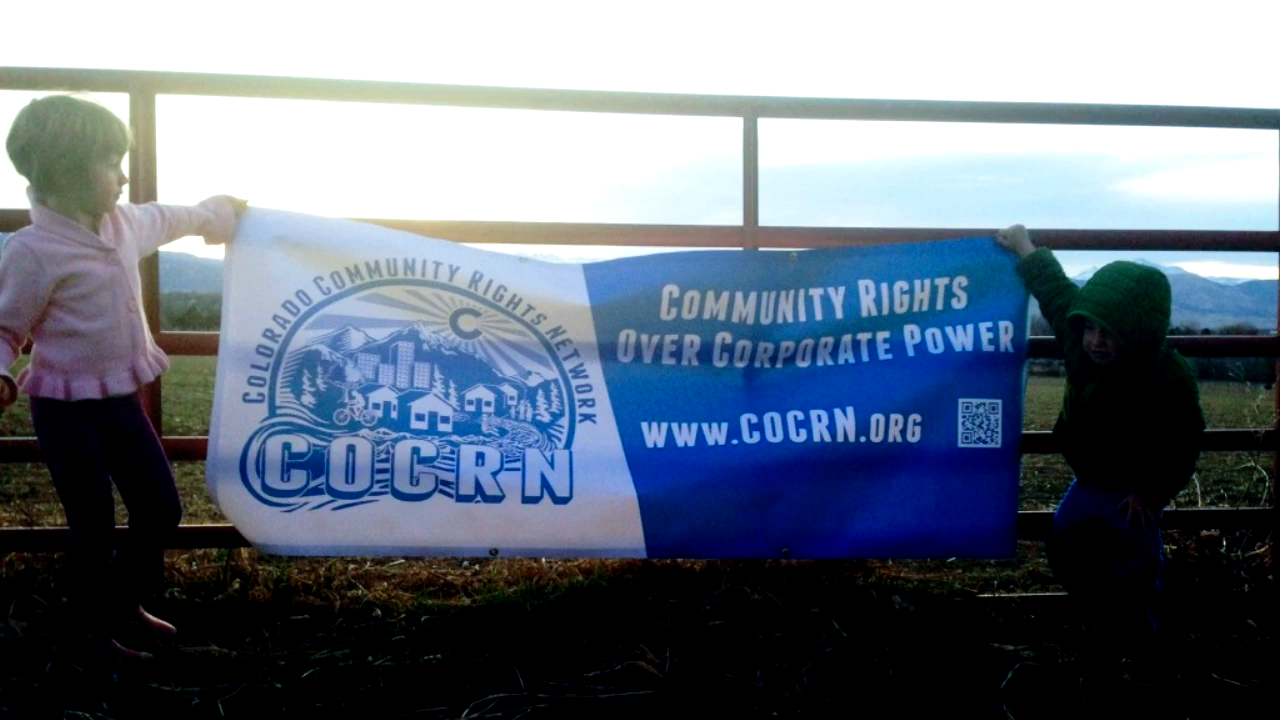 COLORADO COMMUNITY RIGHTS NETWORK
C
COCRN
COMMUNITY RIGHTS
OVER CORPORATE POWER
WWW.COCRN.ORG